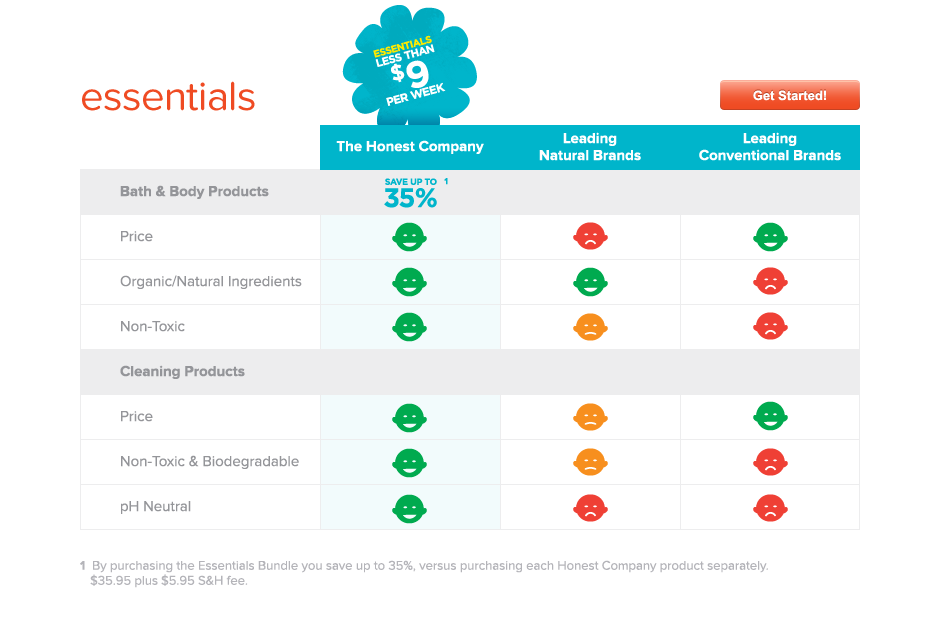 essentials
ESSENTIALS
LESS THAN
$9
PER WEEK
Get Started!
The Honest Company
Leading
Natural Brands
Leading
Conventional Brands
Bath & Body Products
SAVE UP TO 1
35%
Price
Organic/Natural Ingredients
Non-Toxic
Cleaning Products
Price
Non-Toxic & Biodegradable
pH Neutral
1 By purchasing the Essentials Bundle you save up to 35%, versus purchasing each Honest Company product separately.
$35.95 plus $5.95 S&H fee.